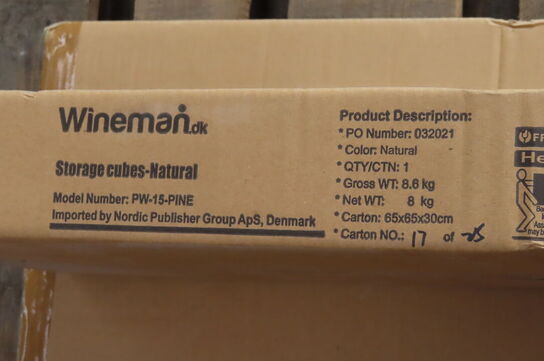 Wineman.dk
Storage cubes-Natural
Model Number: PW-15-PINE
Imported by Nordic Publisher Group ApS, Denmark
Product Description:
* PO Number: 032021
* Color: Natural
* QTY/CTN: 1
* Gross WT: 8.6 kg
* Net WT: 8 kg
* Carton: 65x65x30cm
* Carton NO.: 17 of 25